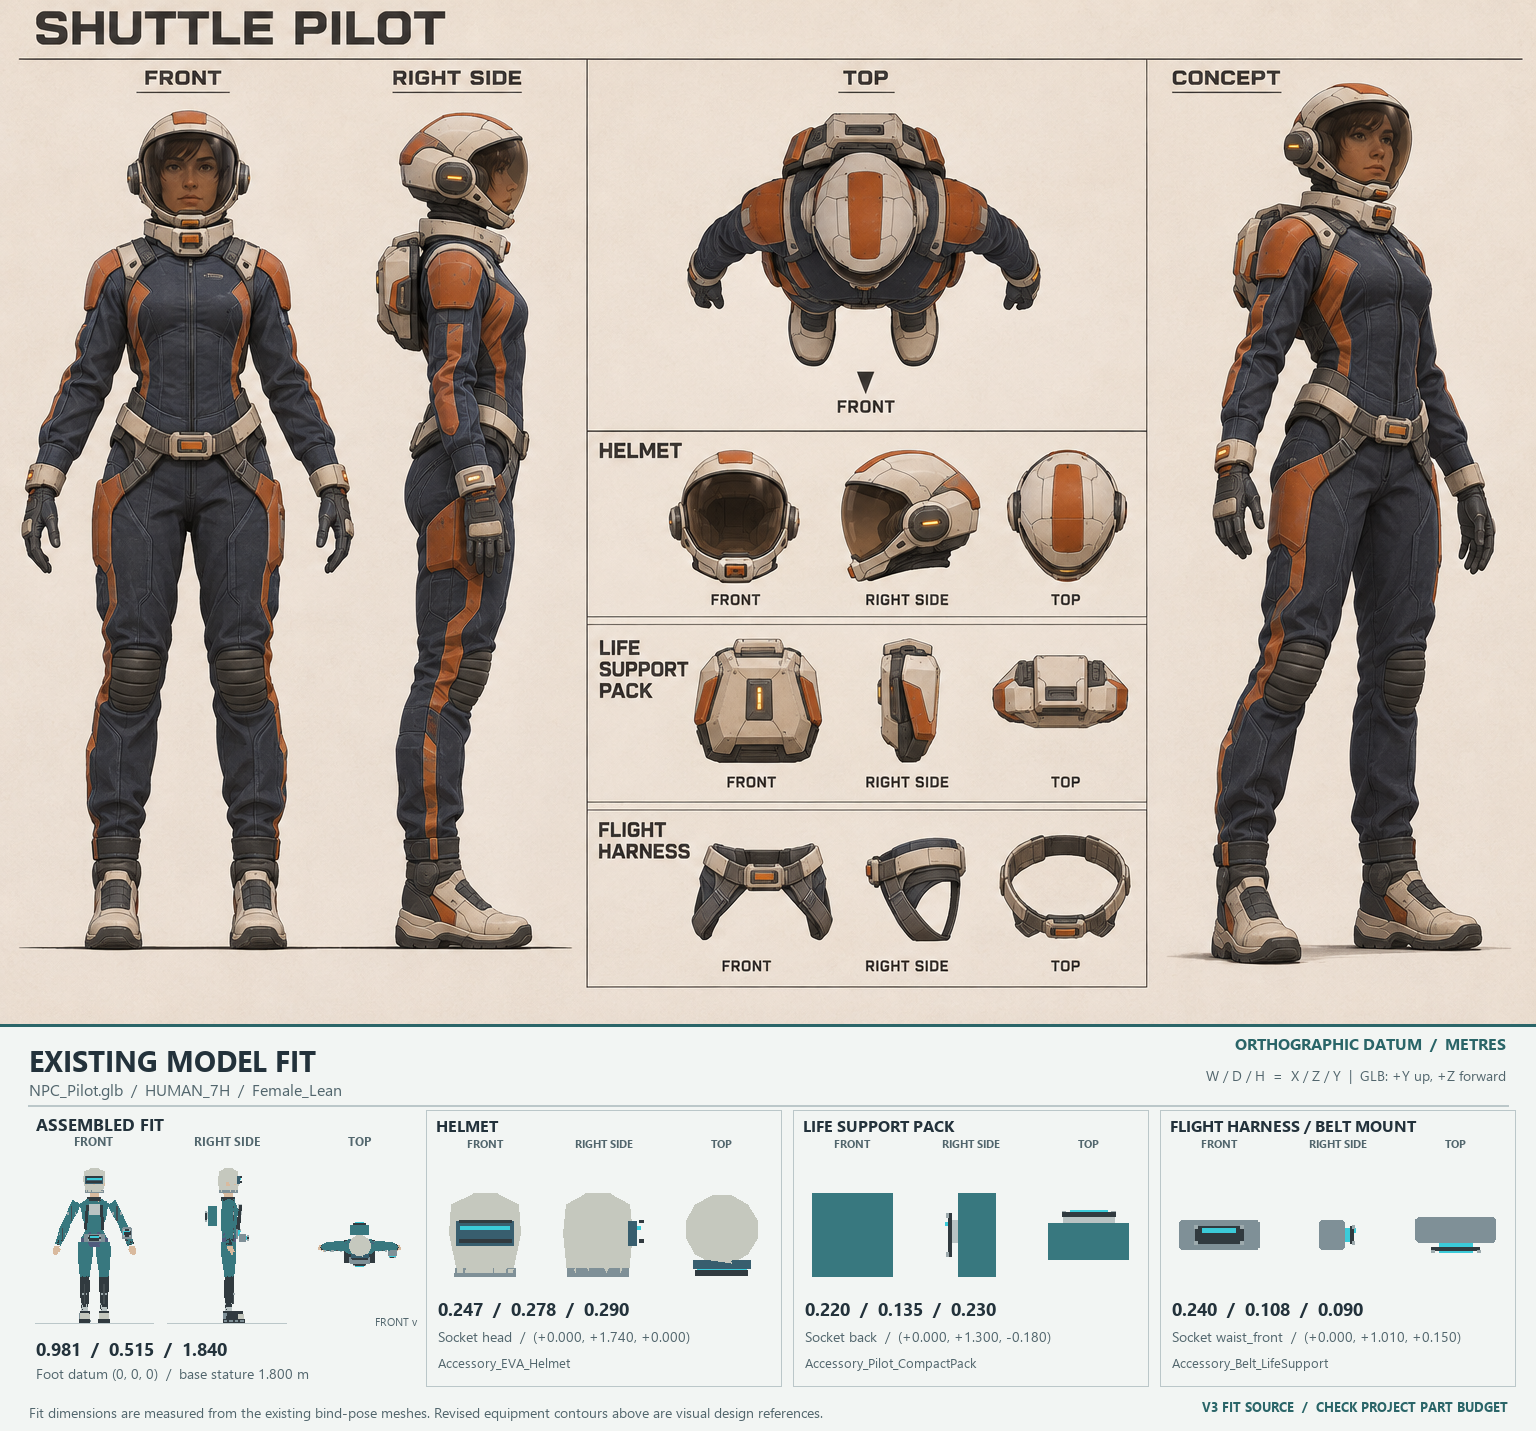 SHUTTLE PILOT
FRONT
RIGHT SIDE
TOP
CONCEPT
FRONT
HELMET
FRONT
RIGHT SIDE
TOP
LIFE
SUPPORT
PACK
FRONT
RIGHT SIDE
TOP
FLIGHT
HARNESS
FRONT
RIGHT SIDE
TOP
EXISTING MODEL FIT
NPC_Pilot.glb / HUMAN_7H / Female_Lean
ORTHOGRAPHIC DATUM / METRES
W / D / H = X / Z / Y | GLB: +Y up, +Z forward
ASSEMBLED FIT
FRONT
RIGHT SIDE
TOP
FRONT v
0.981 / 0.515 / 1.840
Foot datum (0, 0, 0) / base stature 1.800 m
HELMET
FRONT
RIGHT SIDE
TOP
0.247 / 0.278 / 0.290
Socket head / (+0.000, +1.740, +0.000)
Accessory_EVA_Helmet
LIFE SUPPORT PACK
FRONT
RIGHT SIDE
TOP
0.220 / 0.135 / 0.230
Socket back / (+0.000, +1.300, -0.180)
Accessory_Pilot_CompactPack
FLIGHT HARNESS / BELT MOUNT
FRONT
RIGHT SIDE
TOP
0.240 / 0.108 / 0.090
Socket waist_front / (+0.000, +1.010, +0.150)
Accessory_Belt_LifeSupport
Fit dimensions are measured from the existing bind-pose meshes. Revised equipment contours above are visual design references.
V3 FIT SOURCE / CHECK PROJECT PART BUDGET